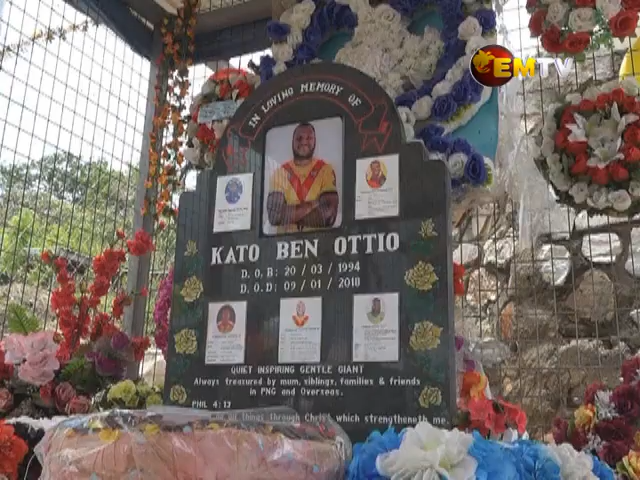 EMTV
IN LOVING MEMORY OF
KATO BEN OTTIO
D.O.B: 20 / 03 / 1994
D.O.D: 09 / 01 / 2018
QUIET INSPIRING GENTLE GIANT
Always treasured by mum, siblings, families & friends
in PNG and Overseas.
PHIL 4:13
all things through Christ which strengtheneth me